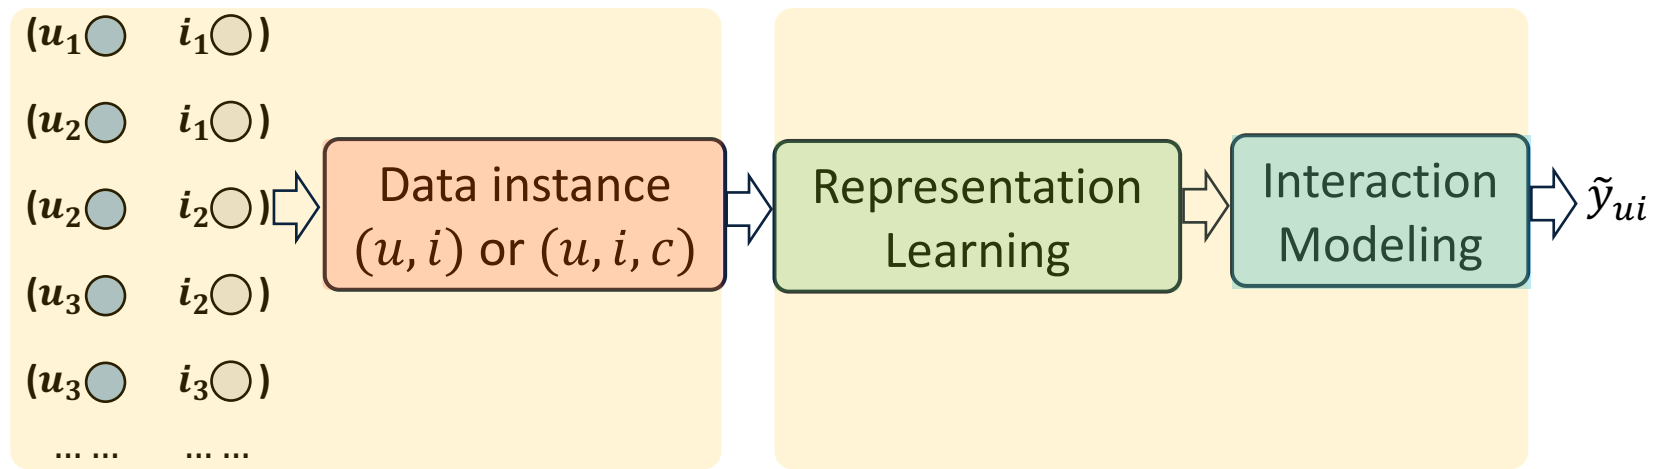 (u₁ i₁)
(u₂ i₁)
(u₂ i₂)
(u₃ i₂)
(u₃ i₃)
... ... ... ...
Data instance
(u, i) or (u, i, c)
Representation
Learning
Interaction
Modeling
ỹᵤᵢ